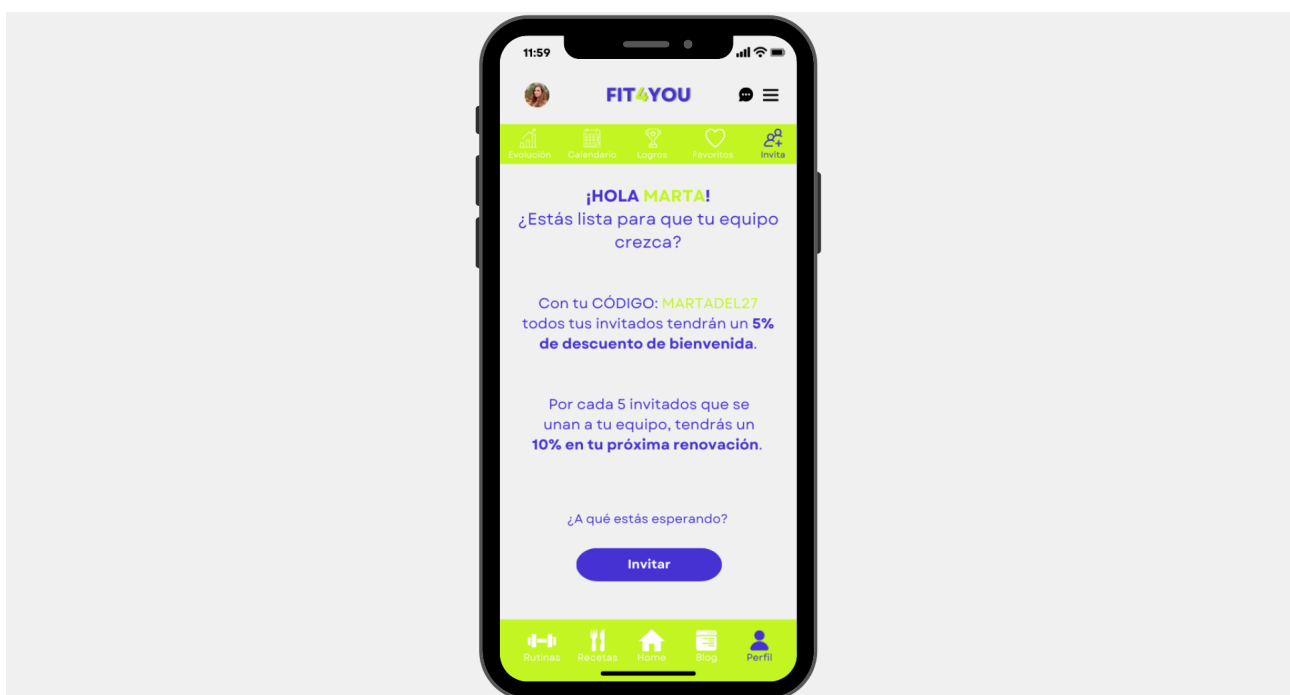 11:59
FIT4YOU
Evolución Calendario Logros Favoritos Invita
¡HOLA MARTA!
¿Estás lista para que tu equipo
crezca?
Con tu CÓDIGO: MARTADEL27
todos tus invitados tendrán un 5%
de descuento de bienvenida.
Por cada 5 invitados que se
unan a tu equipo, tendrás un
10% en tu próxima renovación.
¿A qué estás esperando?
Invitar
Rutinas Recetas Home Blog Perfil